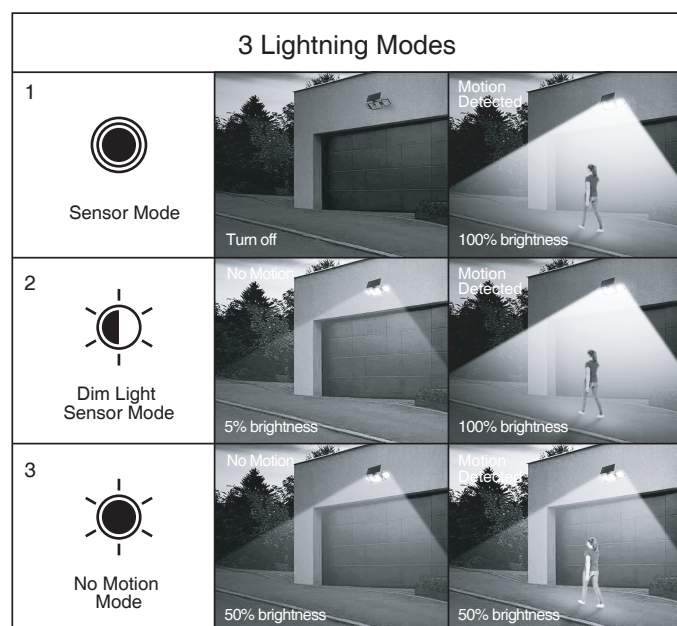 3 Lightning Modes
1
Sensor Mode
Turn off
Motion
Detected
100% brightness
2
Dim Light
Sensor Mode
No Motion
5% brightness
Motion
Detected
100% brightness
3
No Motion
Mode
No Motion
50% brightness
Motion
Detected
50% brightness